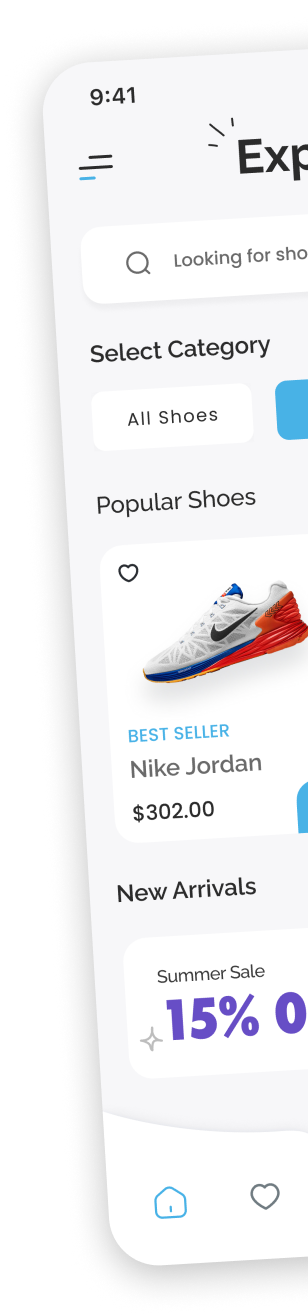 9:41
Exp
Looking for sho
Select Category
All Shoes
Popular Shoes
BEST SELLER
Nike Jordan
$302.00
New Arrivals
Summer Sale
15% 0